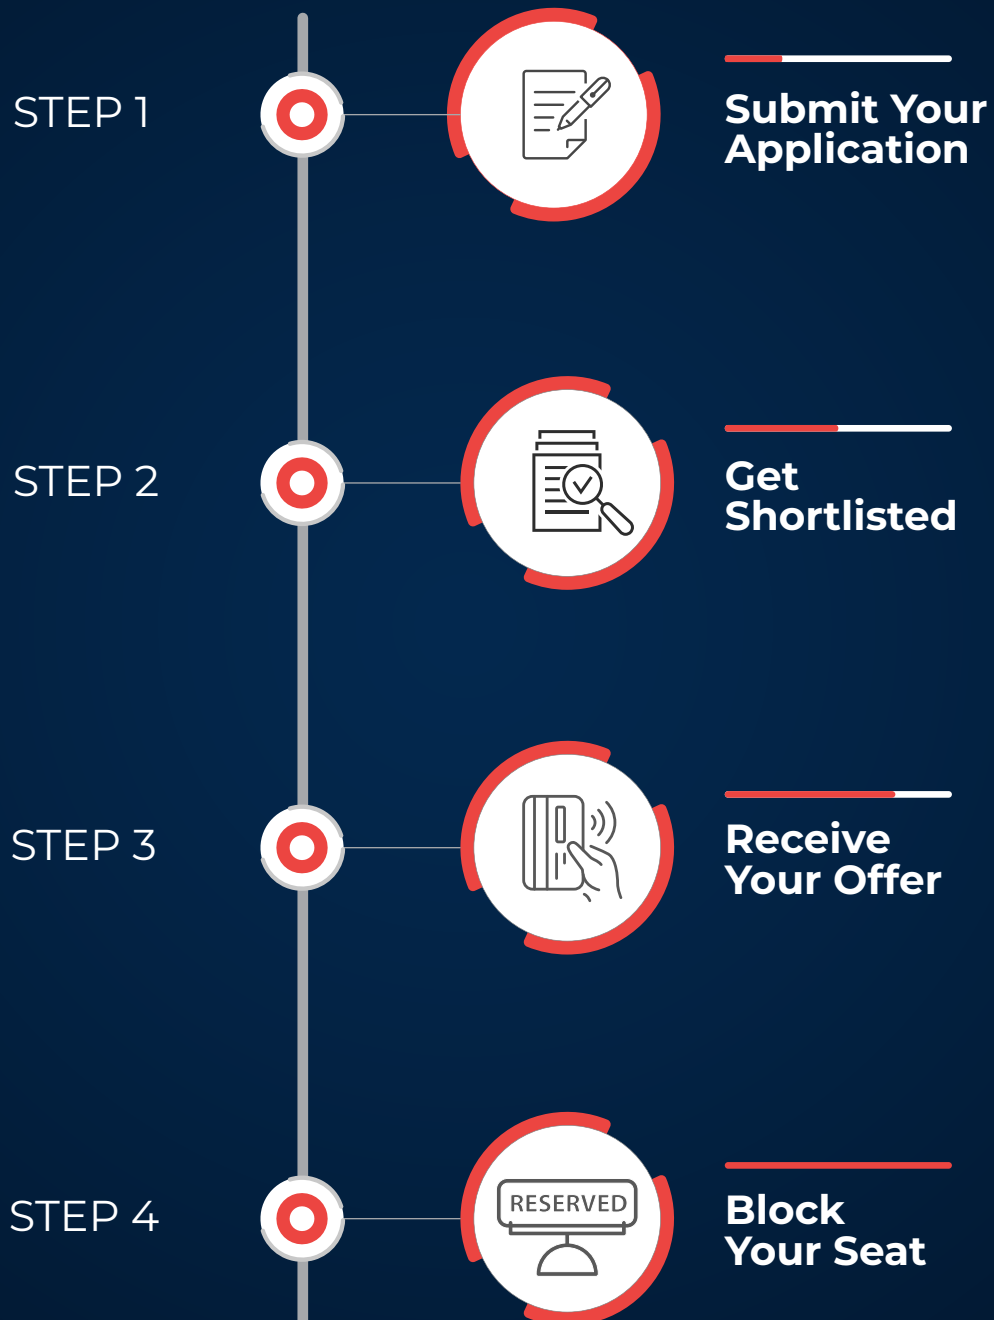 STEP 1
Submit Your
Application
STEP 2
Get
Shortlisted
STEP 3
Receive
Your Offer
STEP 4
RESERVED
Block
Your Seat